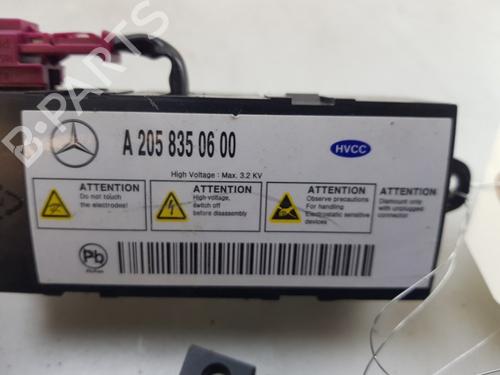 B-PARTS
A 205 835 06 00
HVCC
High Voltage : Max. 3.2 KV
ATTENTION
Do not touch
the electrodes!
ATTENTION
High-voltage,
switch off
before disassembly
ATTENTION
Observe precautions
For handling
Electrostatic sensitive
devices
ATTENTION
Dismount only
with unplugged
connector
Pb